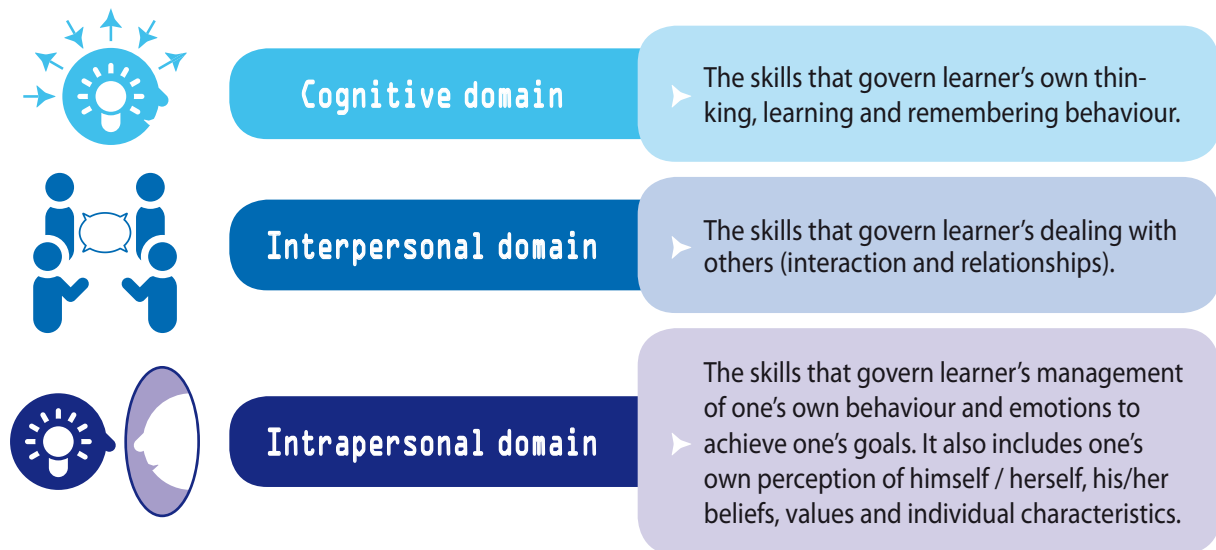 Cognitive domain
The skills that govern learner's own thin-
king, learning and remembering behaviour.
Interpersonal domain
The skills that govern learner's dealing with
others (interaction and relationships).
Intrapersonal domain
The skills that govern learner's management
of one's own behaviour and emotions to
achieve one's goals. It also includes one's
own perception of himself / herself, his/her
beliefs, values and individual characteristics.